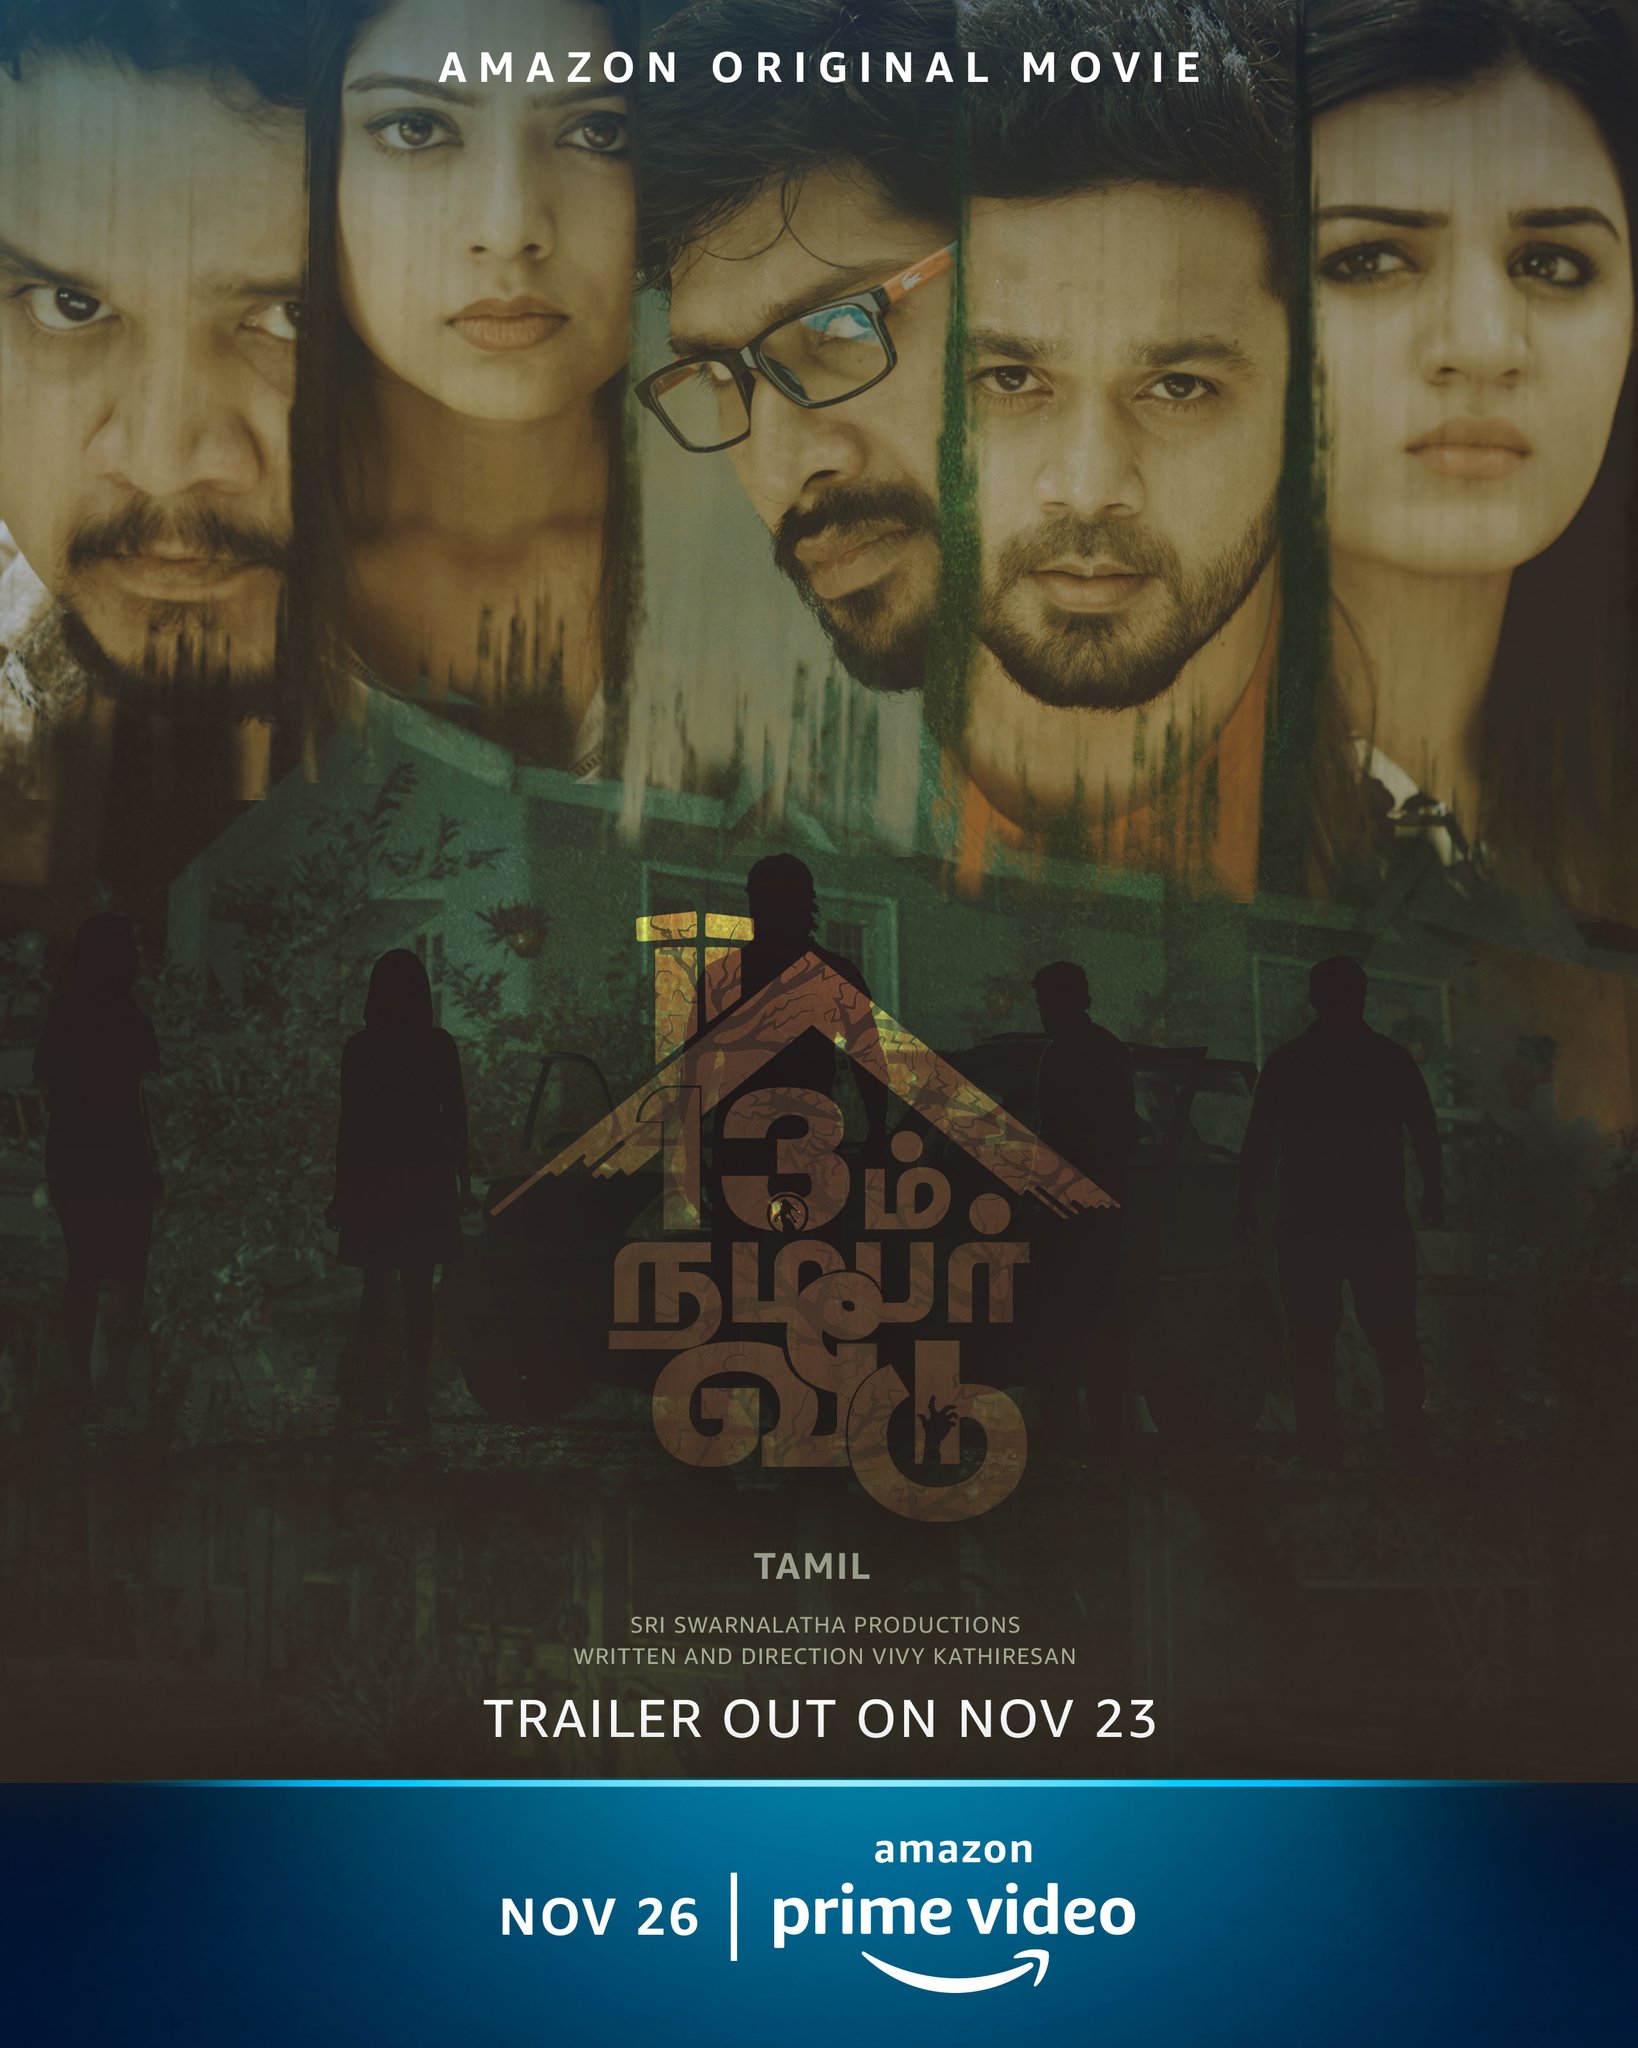 AMAZON ORIGINAL MOVIE
13ம்
நம்பர்
வீடு
TAMIL
SRI SWARNALATHA PRODUCTIONS
WRITTEN AND DIRECTION VIVY KATHIRESAN
TRAILER OUT ON NOV 23
NOV 26
amazon
prime video